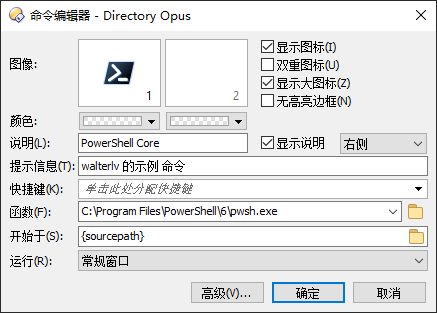 命令编辑器 - Directory Opus
图像:
1
2
显示图标(I)
双重图标(U)
显示大图标(Z)
无高亮边框(N)
颜色:
说明(L): PowerShell Core 显示说明 右侧
提示信息(T): walterlv 的示例 命令
快捷键(K): 单击此处分配快捷键
函数(F): C:\Program Files\PowerShell\6\pwsh.exe
开始于(S): {sourcepath}
运行(R): 常规窗口
高级(V)... 确定 取消